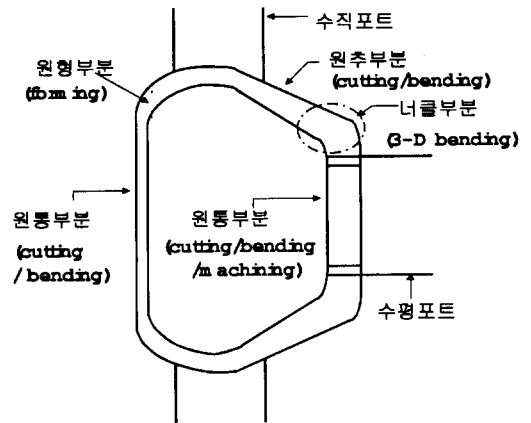 수직포트
원형부분
(forming)
원추부분
(cutting/bending)
너클부분
(3-D bending)
원통부분
(cutting
/bending)
원통부분
(cutting/bending
/machining)
수평포트